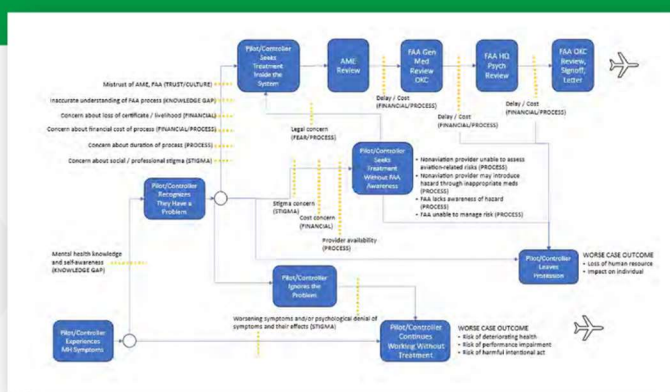 Pilot/Controller
Seeks
Treatment
Inside the
System
AME
Review
FAA Gen
Med
Review
OKC
FAA HQ
Psych
Review
FAA OKC
Review,
Signoff,
Letter
Mistrust of AME, FAA (TRUST/CULTURE)
Inaccurate understanding of FAA process (KNOWLEDGE GAP)
Concern about loss of certificate / livelihood (FINANCIAL)
Concern about financial cost of process (FINANCIAL/PROCESS)
Concern about duration of process (PROCESS)
Concern about social / professional stigma (STIGMA)
Delay / Cost
(FINANCIAL/PROCESS)
Delay / Cost
(FINANCIAL/PROCESS)
Delay / Cost
(FINANCIAL/PROCESS)
Legal concern
(FEAR/PROCESS)
Pilot/Controller
Seeks
Treatment
Without FAA
Awareness
• Nonaviation provider unable to assess
aviation-related risks (PROCESS)
• Nonaviation provider may introduce
hazard through inappropriate meds
(PROCESS)
• FAA lacks awareness of hazard
(PROCESS)
• FAA unable to manage risk (PROCESS)
Pilot/Controller
Recognizes
They Have a
Problem
Stigma concern
(STIGMA)
Cost concern
(FINANCIAL)
Provider availability
(PROCESS)
Mental health knowledge
and self-awareness
(KNOWLEDGE GAP)
Pilot/Controller
Leaves
Profession
WORSE CASE OUTCOME
• Loss of human resource
• Impact on individual
Pilot/Controller
Ignores the
Problem
Worsening symptoms and/or psychological denial of
symptoms and their effects (STIGMA)
Pilot/Controller
Experiences
MH Symptoms
Pilot/Controller
Continues
Working Without
Treatment
WORSE CASE OUTCOME
• Risk of deteriorating health
• Risk of performance impairment
• Risk of harmful intentional act